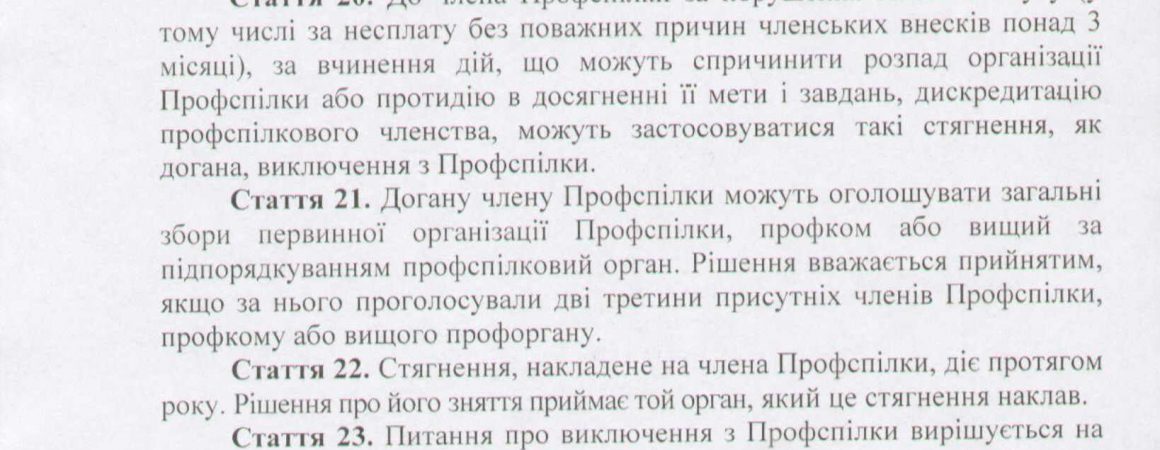 Стаття 20. До члена Профспілки за порушення
тому числі за несплату без поважних причин членських внесків понад 3
місяці), за вчинення дій, що можуть спричинити розпад організації
Профспілки або протидію в досягненні її мети і завдань, дискредитацію
профспілкового членства, можуть застосовуватися такі стягнення, як
догана, виключення з Профспілки.
Стаття 21. Догану члену Профспілки можуть оголошувати загальні
збори первинної організації Профспілки, профком або вищий за
підпорядкуванням профспілковий орган. Рішення вважається прийнятим,
якщо за нього проголосували дві третини присутніх членів Профспілки,
профкому або вищого профоргану.
Стаття 22. Стягнення, накладене на члена Профспілки, діє протягом
року. Рішення про його зняття приймає той орган, який це стягнення наклав.
Стаття 23. Питання про виключення з Профспілки вирішується на